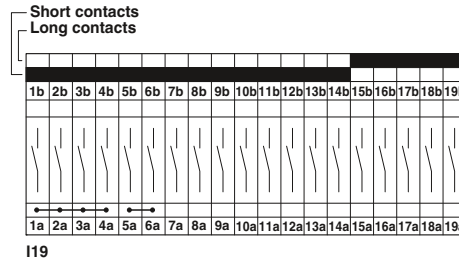 Short contacts
Long contacts
1b 2b 3b 4b 5b 6b 7b 8b 9b 10b 11b 12b 13b 14b 15b 16b 17b 18b
1a 2a 3a 4a 5a 6a 7a 8a 9a 10a 11a 12a 13a 14a 15a 16a 17a 18a
I19